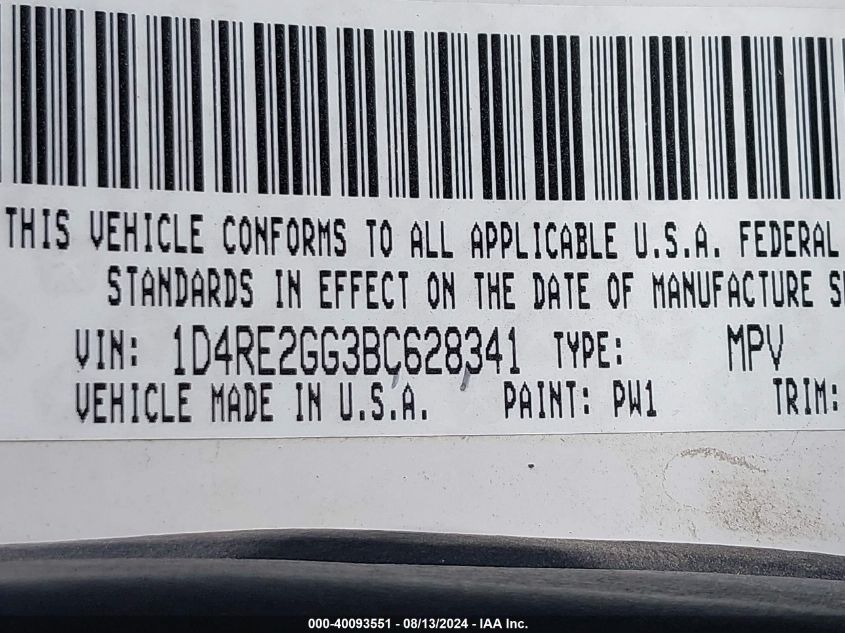 THIS VEHICLE CONFORMS TO ALL APPLICABLE U.S.A. FEDERAL
STANDARDS IN EFFECT ON THE DATE OF MANUFACTURE
VIN: 1D4RE2GG3BC628341 TYPE: MPV
VEHICLE MADE IN U.S.A. PAINT: PW1 TRIM:
000-40093551 - 08/13/2024 - IAA Inc.